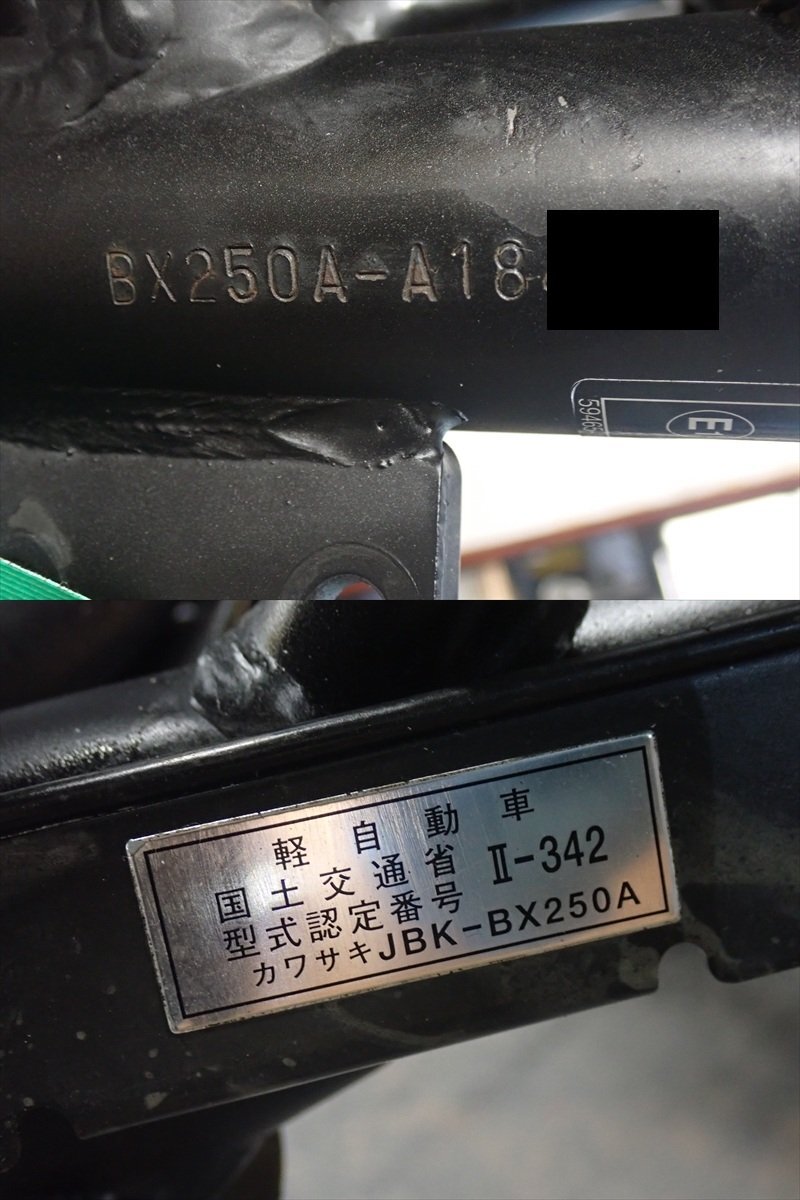 BX250A-A18
59463
E
軽自動車
国土交通省
型式認定番号 Ⅱ-342
カワサキJBK-BX250A